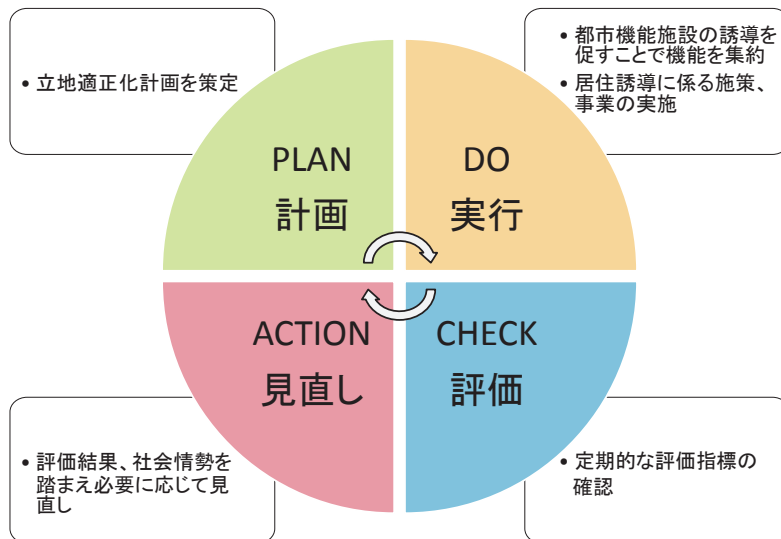 • 立地適正化計画を策定
• 都市機能施設の誘導を
促すことで機能を集約
• 居住誘導に係る施策、
事業の実施
PLAN
計画
DO
実行
ACTION
見直し
CHECK
評価
• 評価結果、社会情勢を
踏まえ必要に応じて見
直し
• 定期的な評価指標の
確認